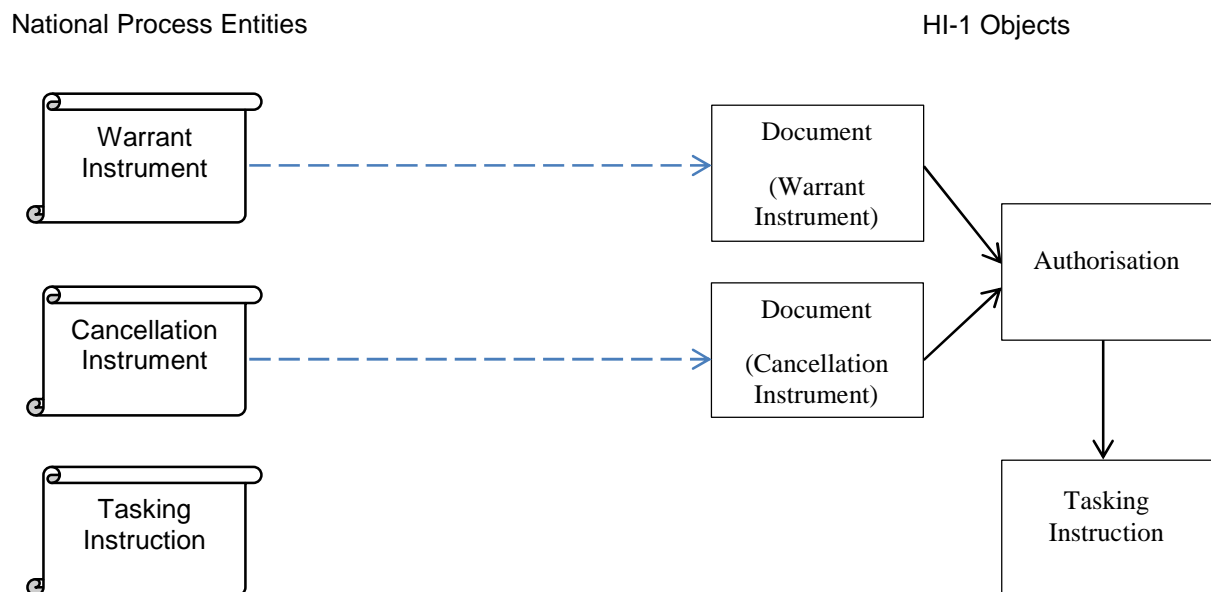 National Process Entities
HI-1 Objects
Warrant
Instrument
Document
(Warrant
Instrument)
Authorisation
Cancellation
Instrument
Document
(Cancellation
Instrument)
Tasking
Instruction
Tasking
Instruction